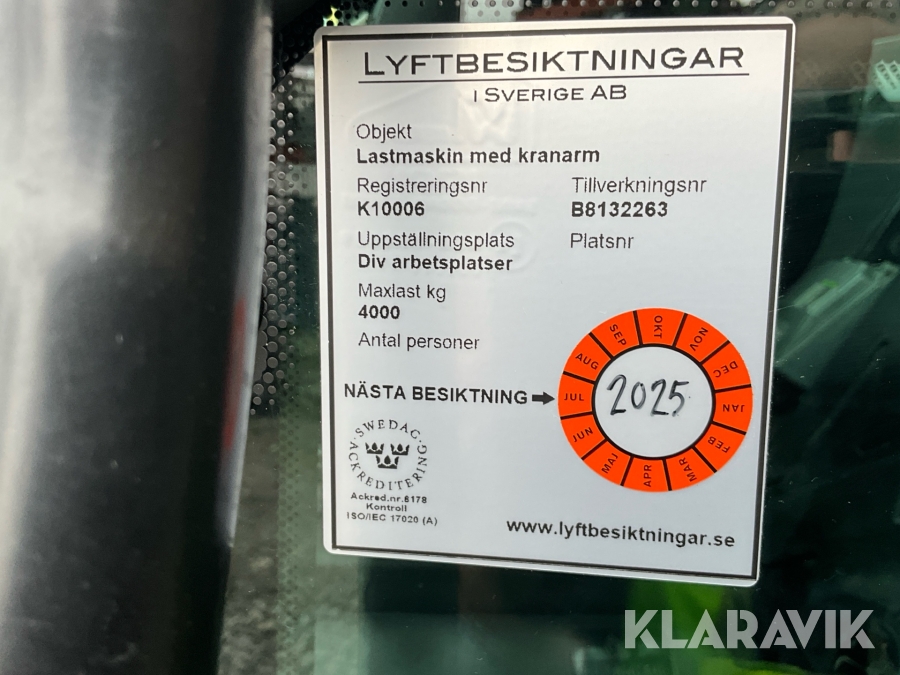 LYFTBESIKTNINGAR
I SVERIGE AB
Objekt
Lastmaskin med kranarm
Registreringsnr Tillverkningsnr
K10006 B8132263
Uppställningsplats Platsnr
Div arbetsplatser
Maxlast kg
4000
Antal personer
NÄSTA BESIKTNING
JUL
AUG
SEP
OKT
NOV
DEC
JAN
FEB
MAR
APR
MAJ
JUN
2025
SWEDAC
ACKREDITERING
Ackred.nr.6178
Kontroll
ISO/IEC 17020 (A)
www.lyftbesiktningar.se
KLARAVIK